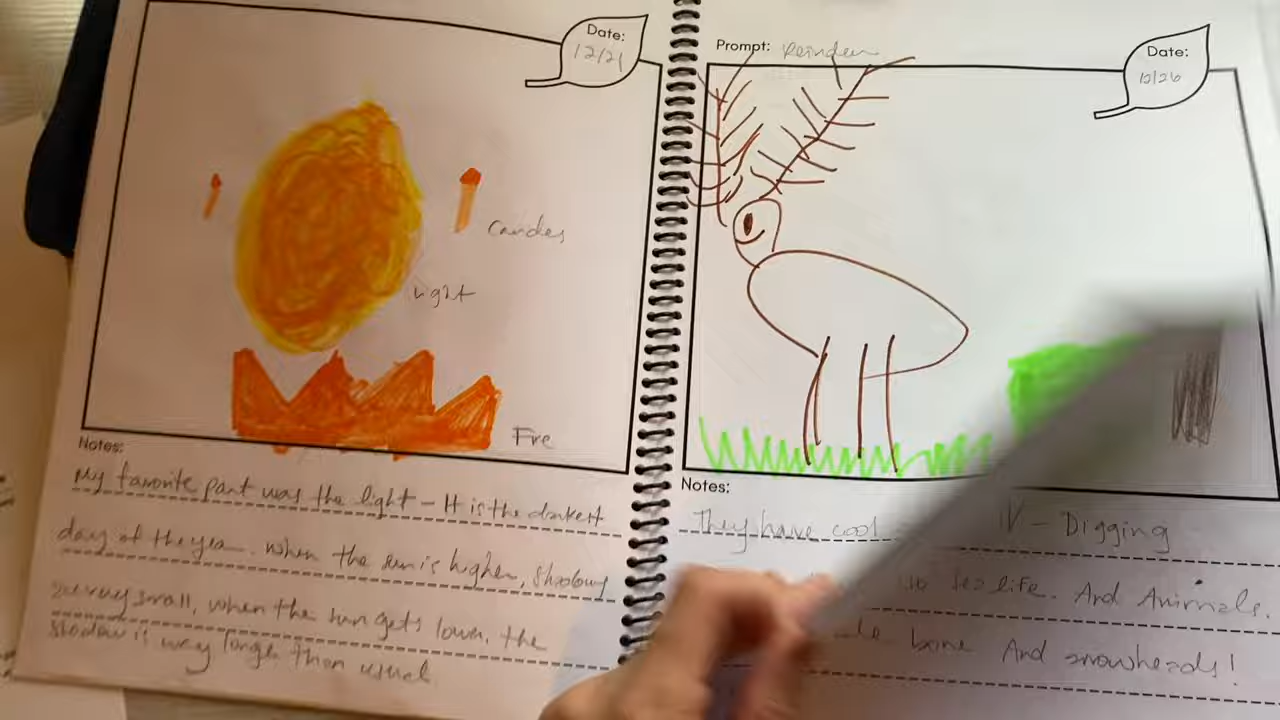 Date:
12/21
candles
light
Fire
Notes:
My favorite part was the light - It is the darkest
day of the year. when the sun is higher, shadows
very small, when the sun gets lower, the
shadow is way longer than usual.
Prompt: Reindeer
Date:
12/26
Notes:
They have cool
- Digging
sea life. And Animals.
bone And arrowheads!